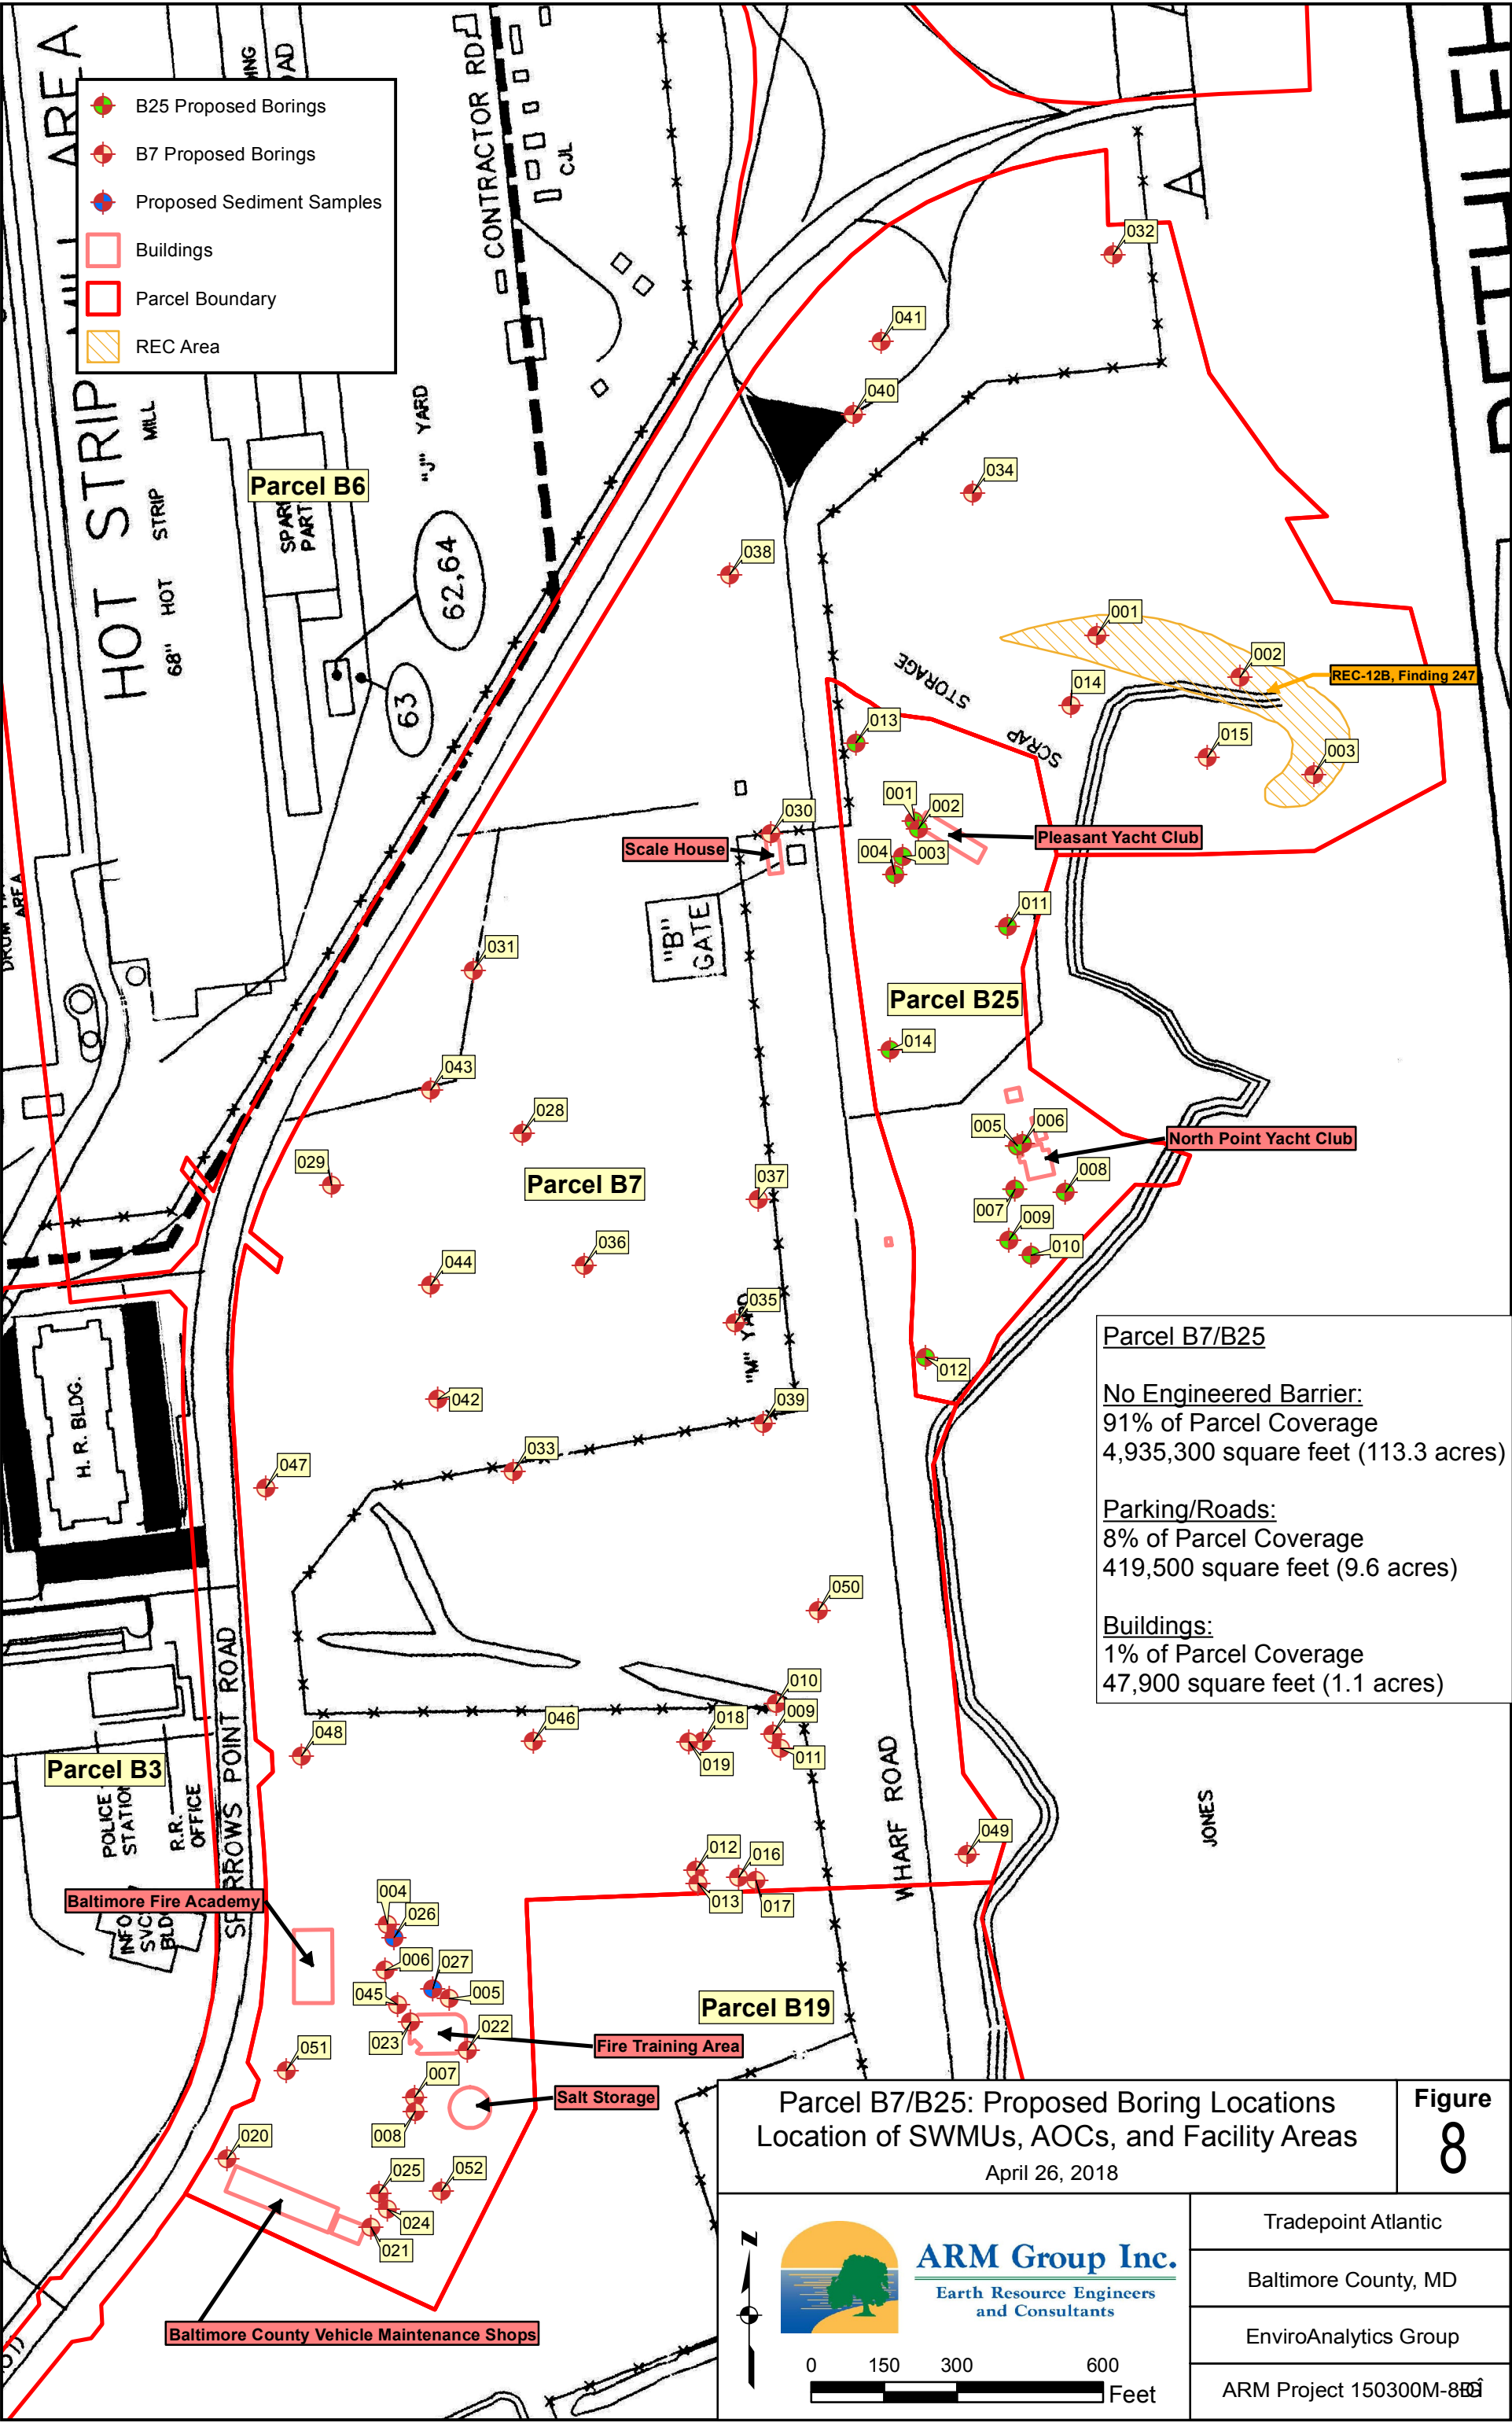 B25 Proposed Borings
B7 Proposed Borings
Proposed Sediment Samples
Buildings
Parcel Boundary
REC Area
AREA
CONTRACTOR RD.
CJL
A
HOT STRIP
MILL
68" HOT STRIP MILL
"J" YARD
Parcel B6
62,64
63
AREA
032
041
040
034
038
001
002
REC-12B, Finding 247
014
015
003
STORAGE
SCRAP
013
001
002
004
003
Pleasant Yacht Club
030
Scale House
"B"
GATE
011
031
Parcel B25
014
043
028
005
006
North Point Yacht Club
029
Parcel B7
037
008
007
009
010
036
044
035
012
042
039
033
047
H. R. BLDG.
Parcel B7/B25
No Engineered Barrier:
91% of Parcel Coverage
4,935,300 square feet (113.3 acres)
Parking/Roads:
8% of Parcel Coverage
419,500 square feet (9.6 acres)
Buildings:
1% of Parcel Coverage
47,900 square feet (1.1 acres)
050
010
009
018
046
048
019
011
Parcel B3
POLICE
STATION
R.R.
OFFICE
POINT ROAD
WHARF ROAD
JONES
049
012
016
013
017
Baltimore Fire Academy
004
026
006
027
045
005
Parcel B19
023
022
Fire Training Area
051
007
Salt Storage
008
020
025
052
024
021
Baltimore County Vehicle Maintenance Shops
Parcel B7/B25: Proposed Boring Locations
Location of SWMUs, AOCs, and Facility Areas
April 26, 2018
Figure
8
Z
ARM Group Inc.
Earth Resource Engineers
and Consultants
0 150 300 600
Feet
Tradepoint Atlantic
Baltimore County, MD
EnviroAnalytics Group
ARM Project 150300M-8